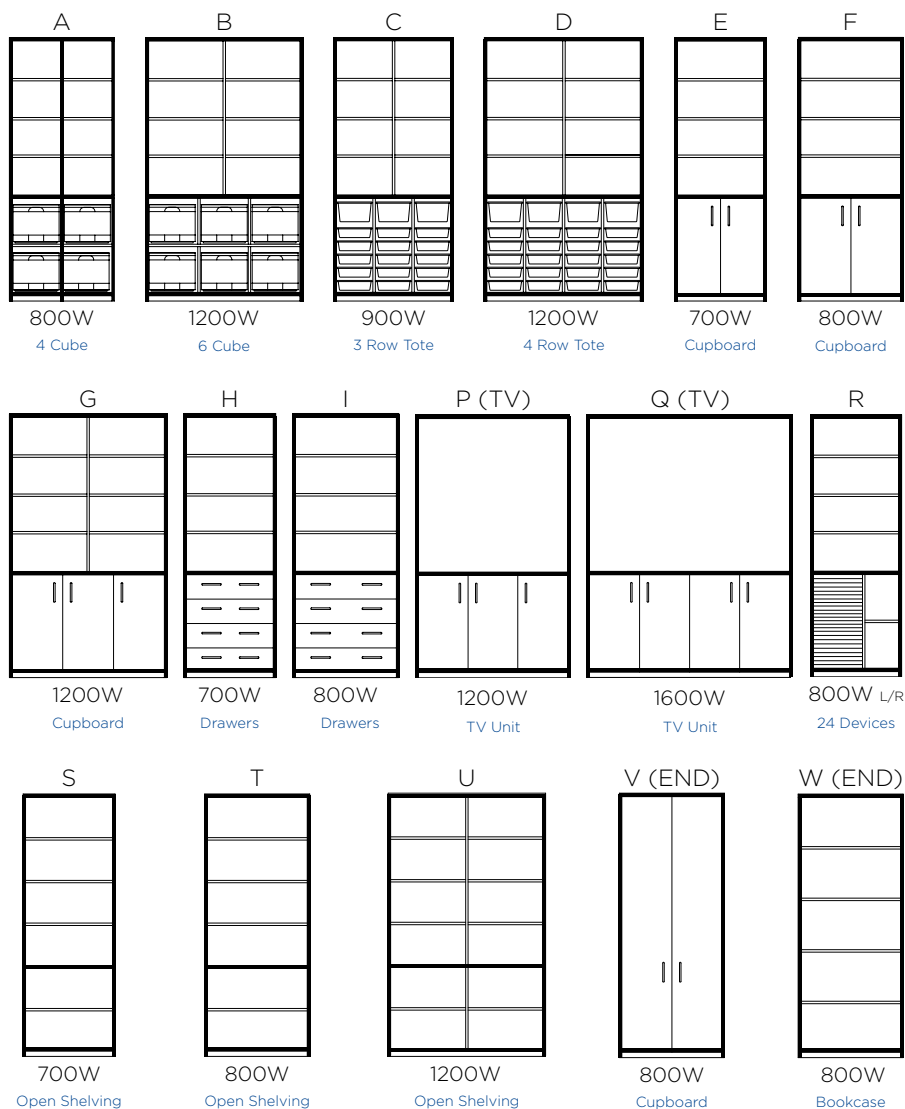 A B C D E F
800W 1200W 900W 1200W 700W 800W
4 Cube 6 Cube 3 Row Tote 4 Row Tote Cupboard Cupboard
G H I P (TV) Q (TV) R
1200W 700W 800W 1200W 1600W 800W L/R
Cupboard Drawers Drawers TV Unit TV Unit 24 Devices
S T U V (END) W (END)
700W 800W 1200W 800W 800W
Open Shelving Open Shelving Open Shelving Cupboard Bookcase